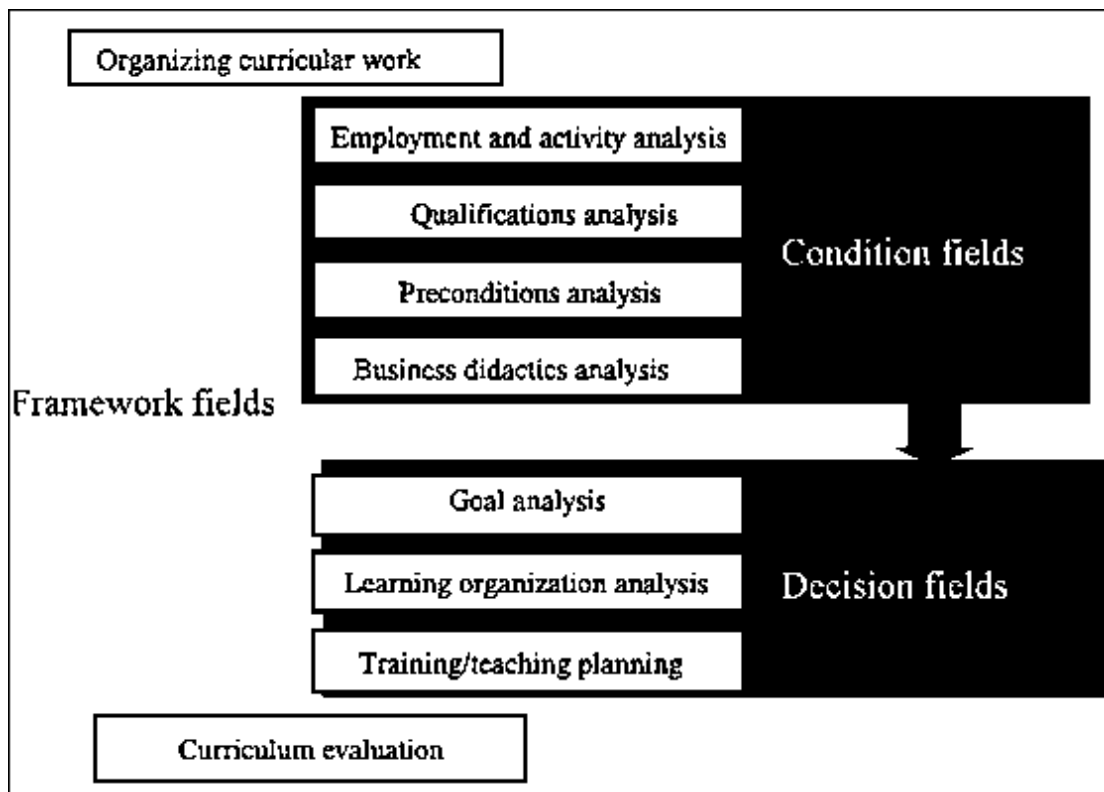 Organizing curricular work
Employment and activity analysis
Qualifications analysis
Preconditions analysis
Business didactics analysis
Condition fields
Framework fields
Goal analysis
Learning organization analysis
Training/teaching planning
Decision fields
Curriculum evaluation